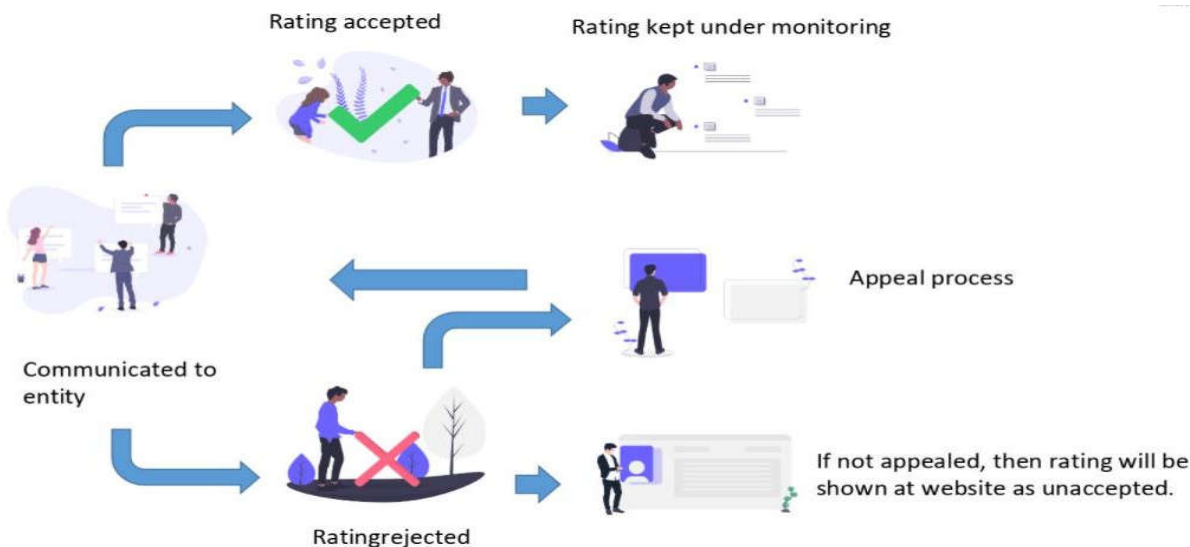 Rating accepted
Rating kept under monitoring
Appeal process
Communicated to
entity
If not appealed, then rating will be
shown at website as unaccepted.
Ratingrejected